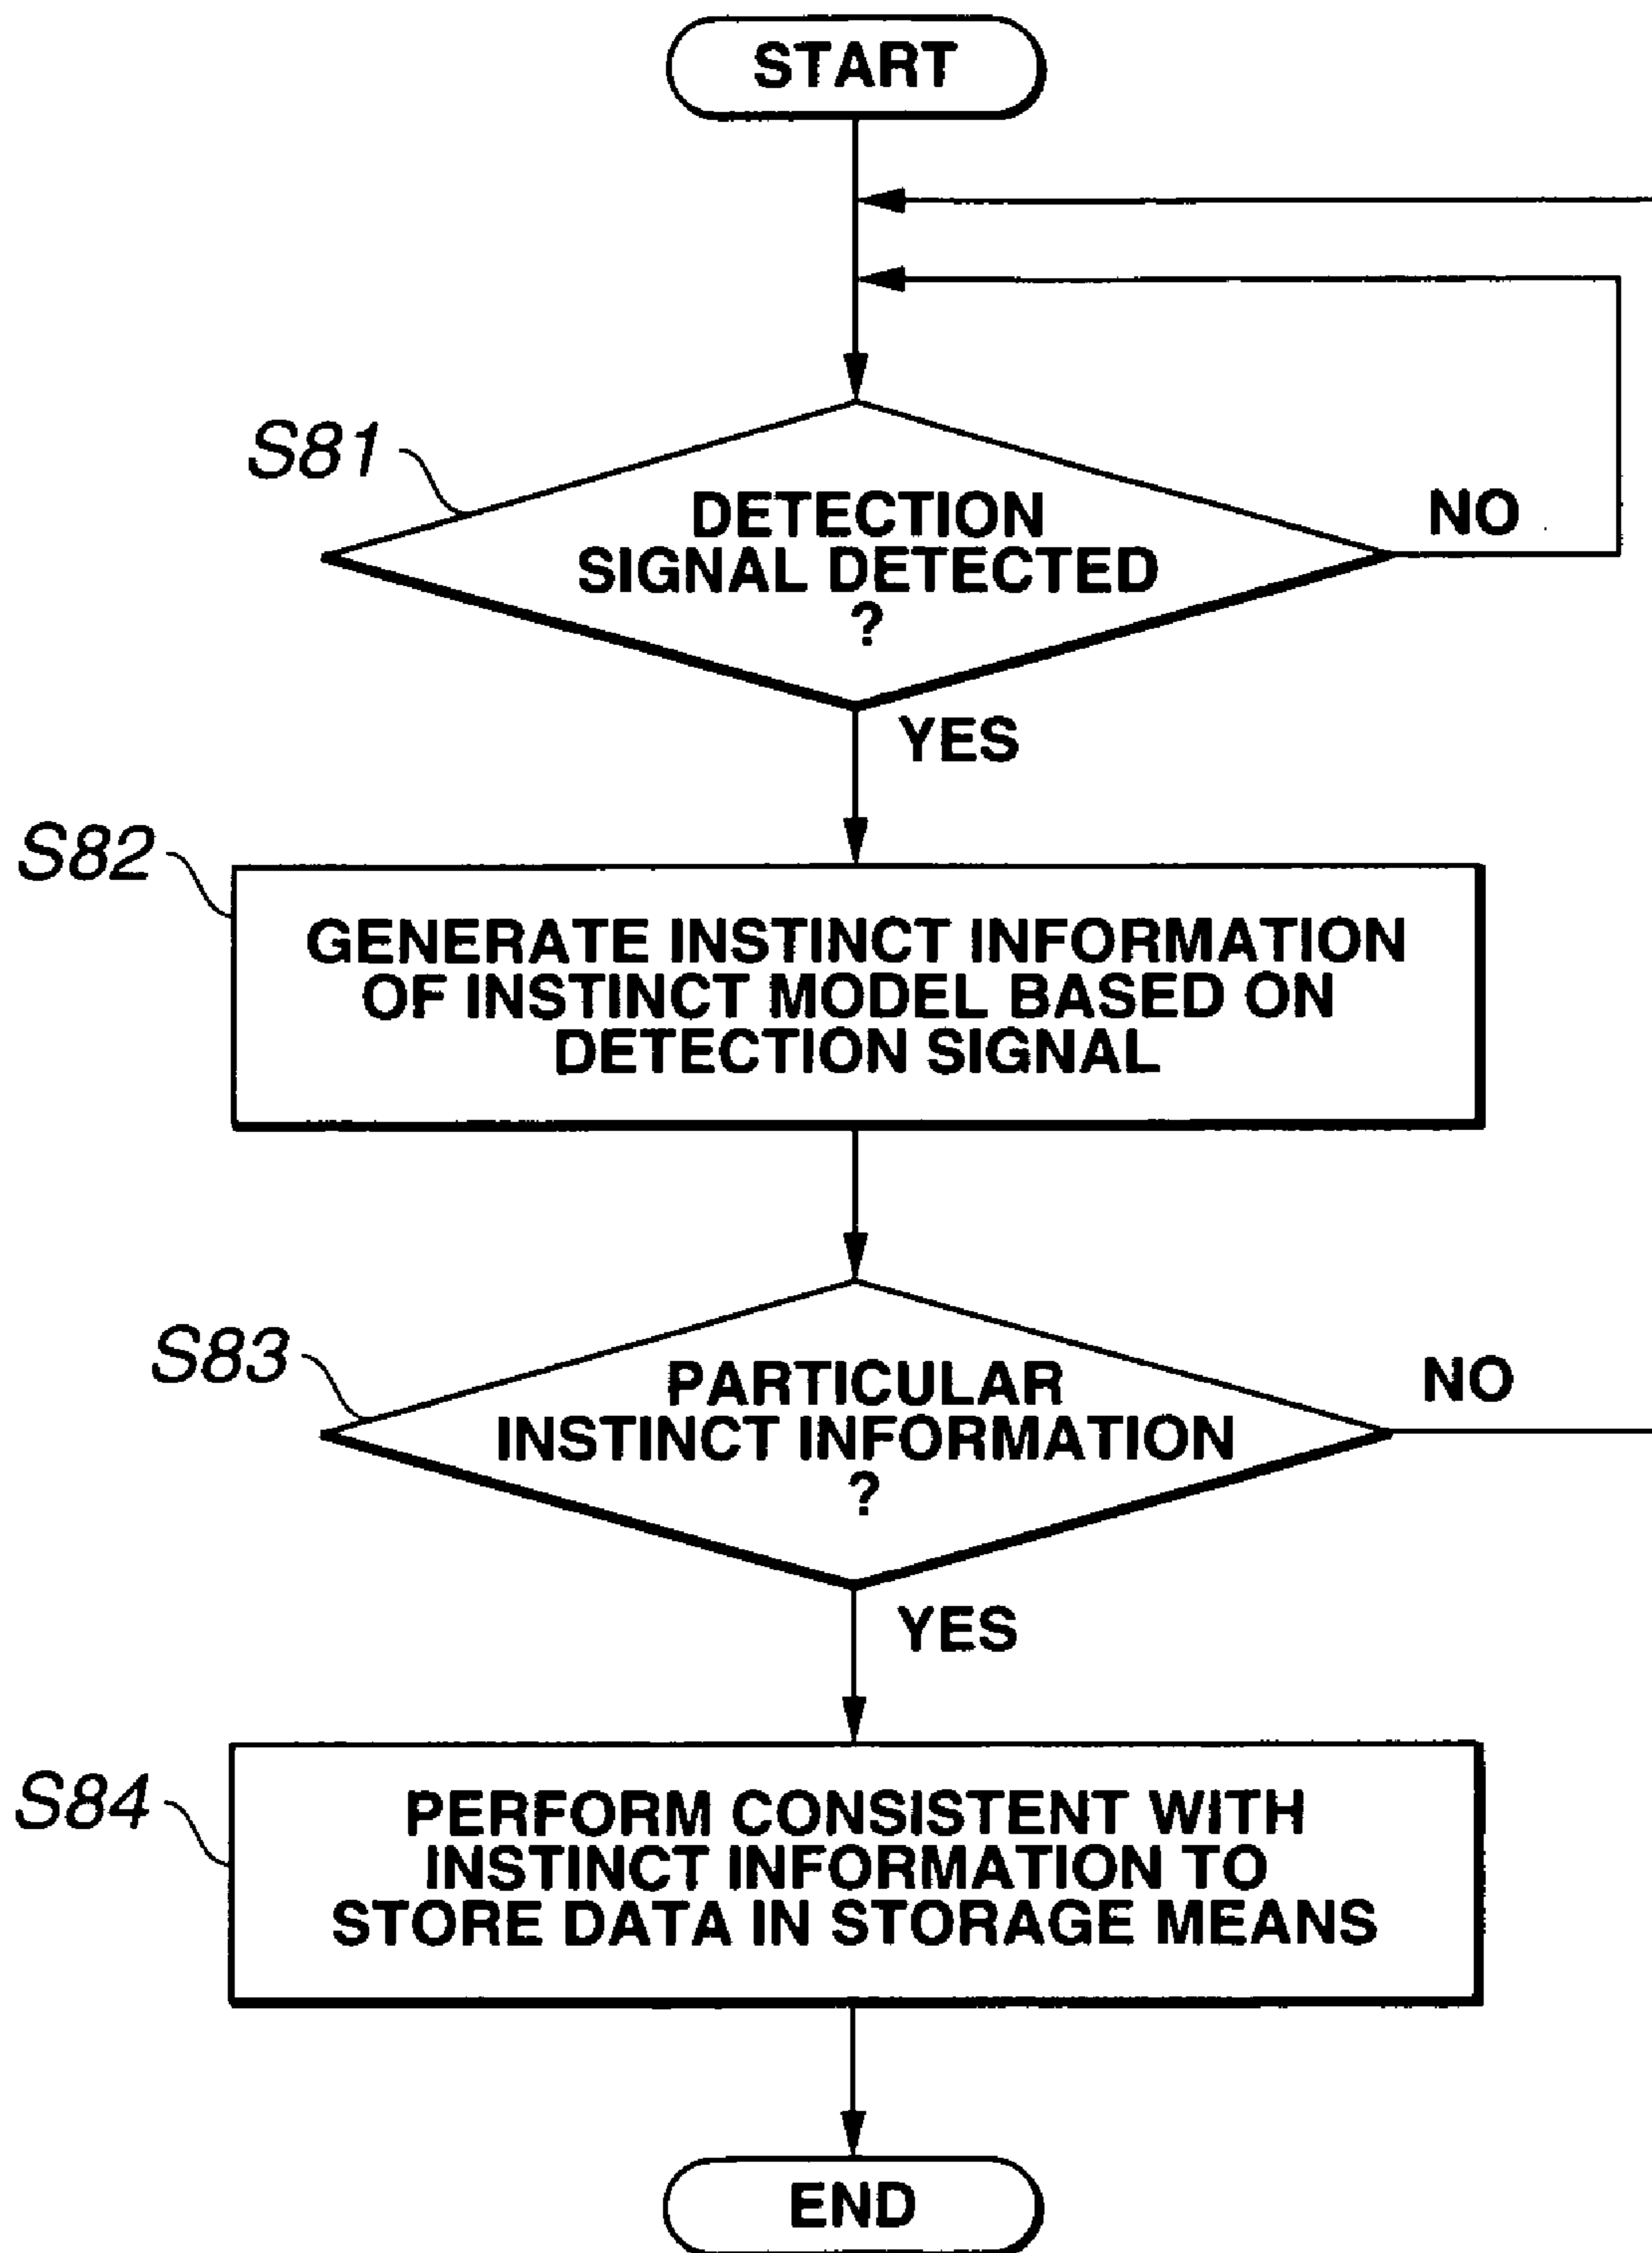 START
S81
DETECTION
SIGNAL DETECTED
?
NO
YES
S82
GENERATE INSTINCT INFORMATION
OF INSTINCT MODEL BASED ON
DETECTION SIGNAL
S83
PARTICULAR
INSTINCT INFORMATION
?
NO
YES
S84
PERFORM CONSISTENT WITH
INSTINCT INFORMATION TO
STORE DATA IN STORAGE MEANS
END